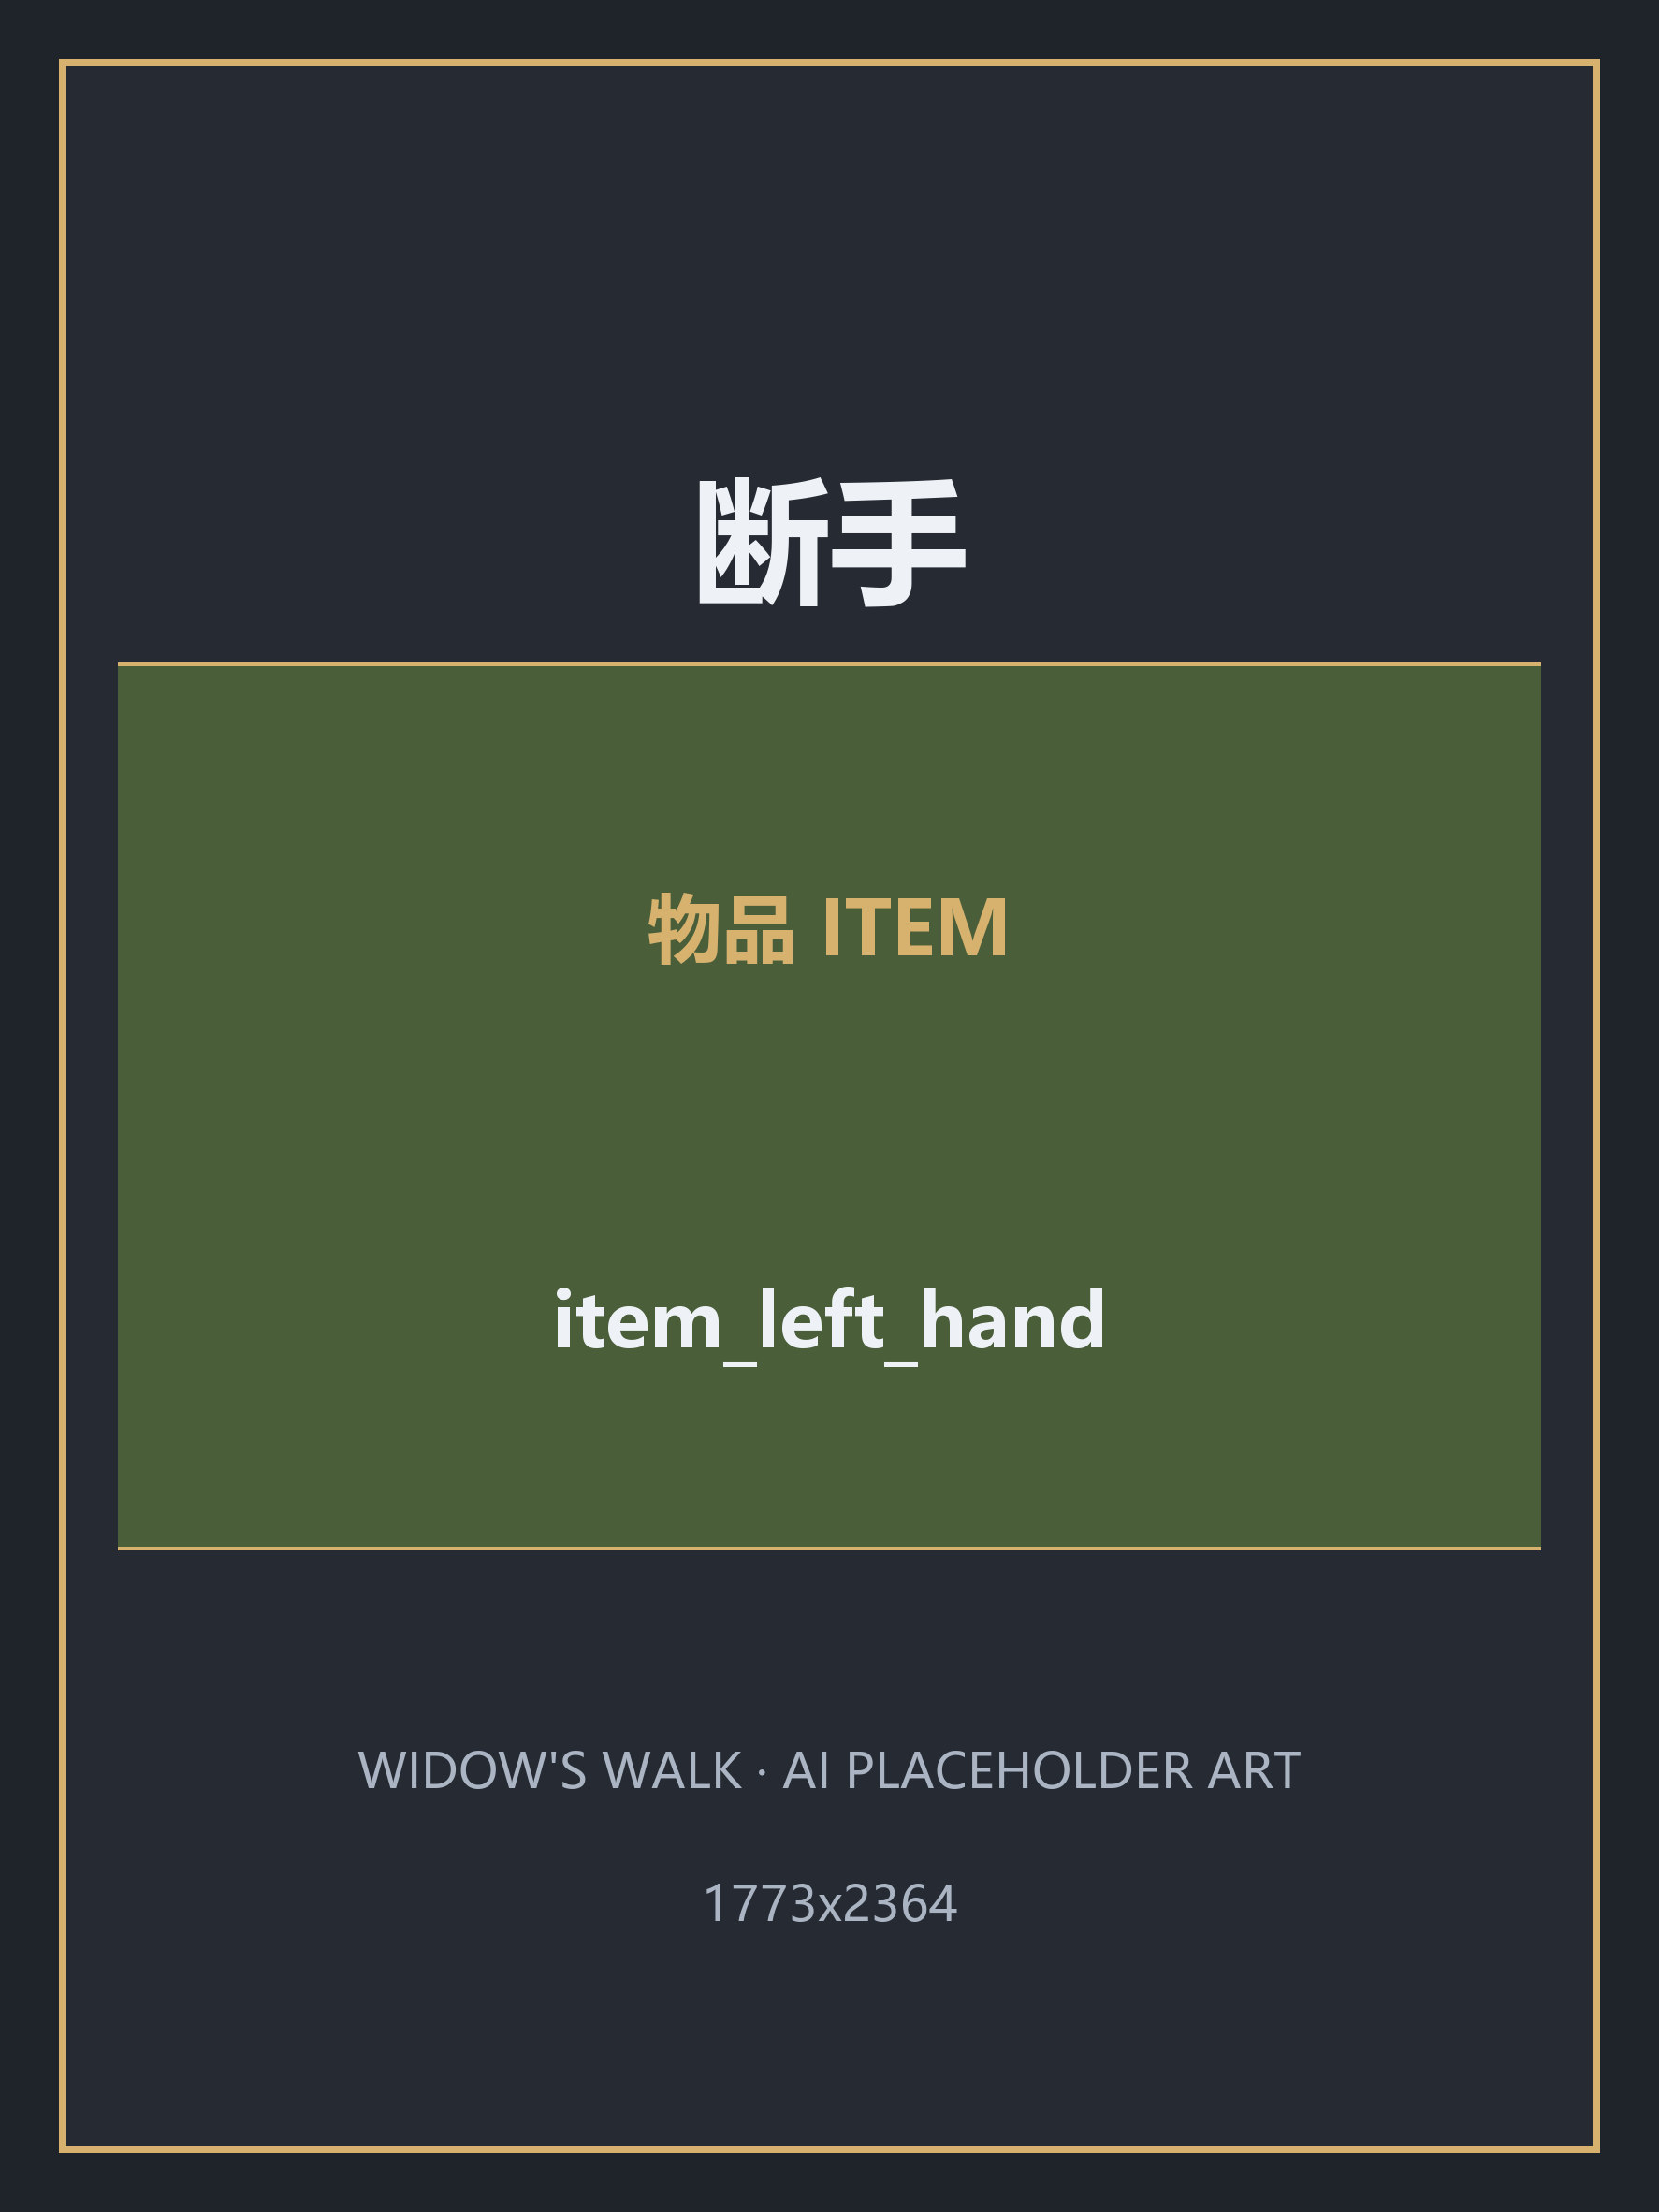 断手
物品 ITEM
item_left_hand
WIDOW'S WALK · AI PLACEHOLDER ART
1773x2364